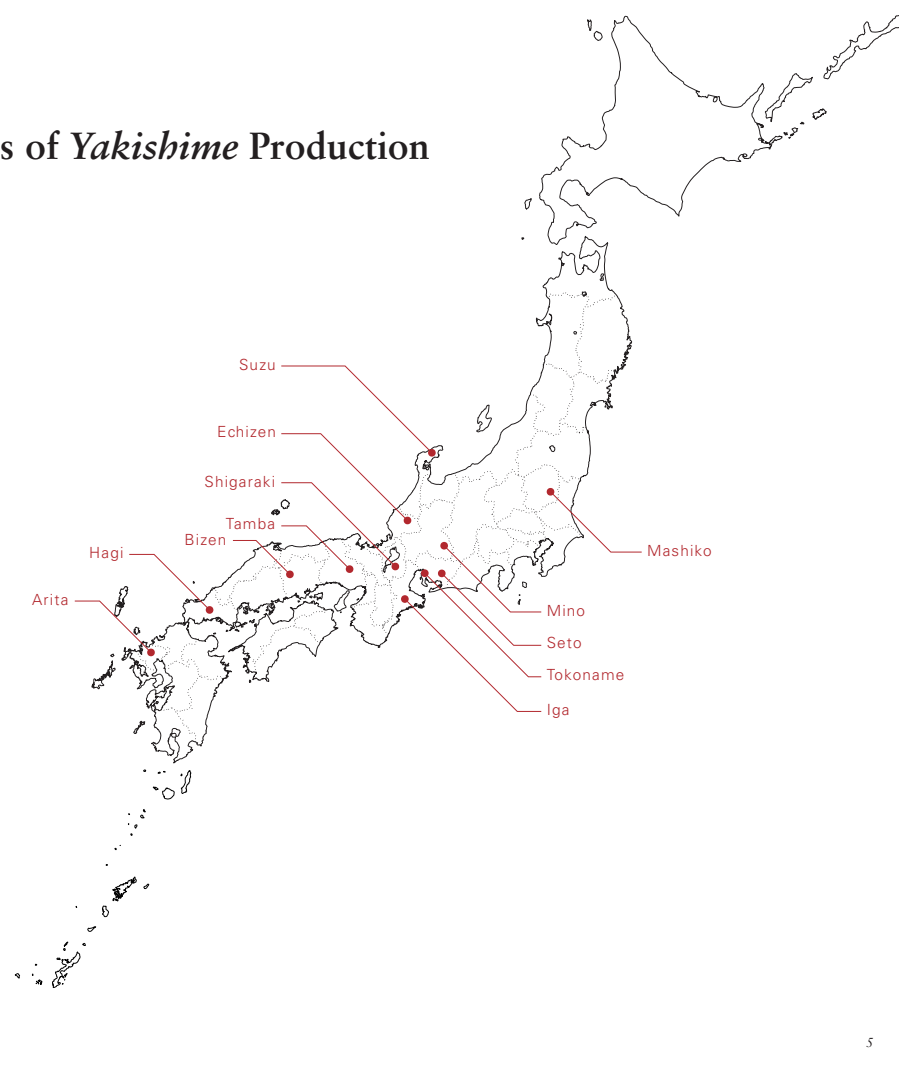 s of Yakishime Production
Suzu
Echizen
Shigaraki
Tamba
Bizen
Hagi
Arita
Mashiko
Mino
Seto
Tokoname
Iga
5